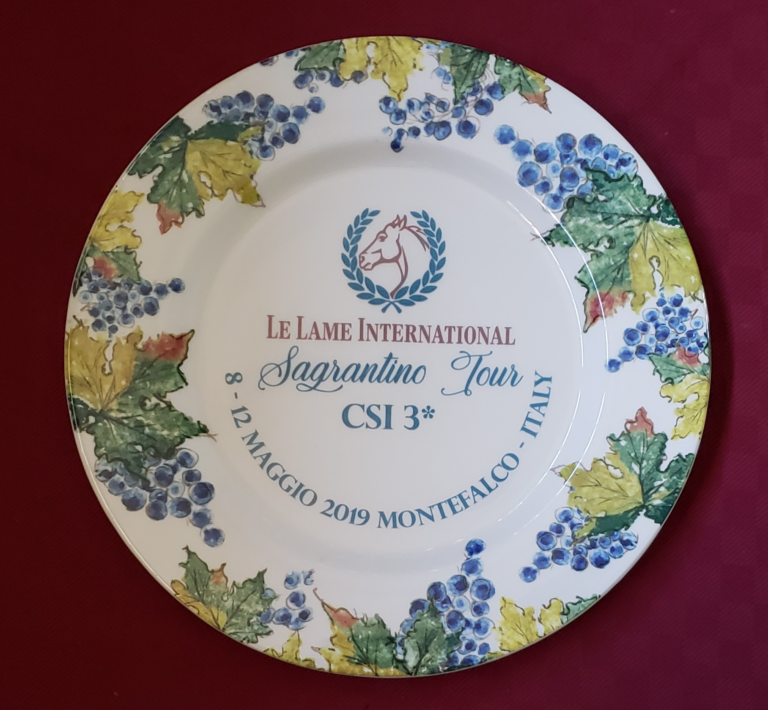 LE LAME INTERNATIONAL
Sagrantino Tour
CSI 3*
8 - 12 MAGGIO 2019 MONTEFALCO - ITALY